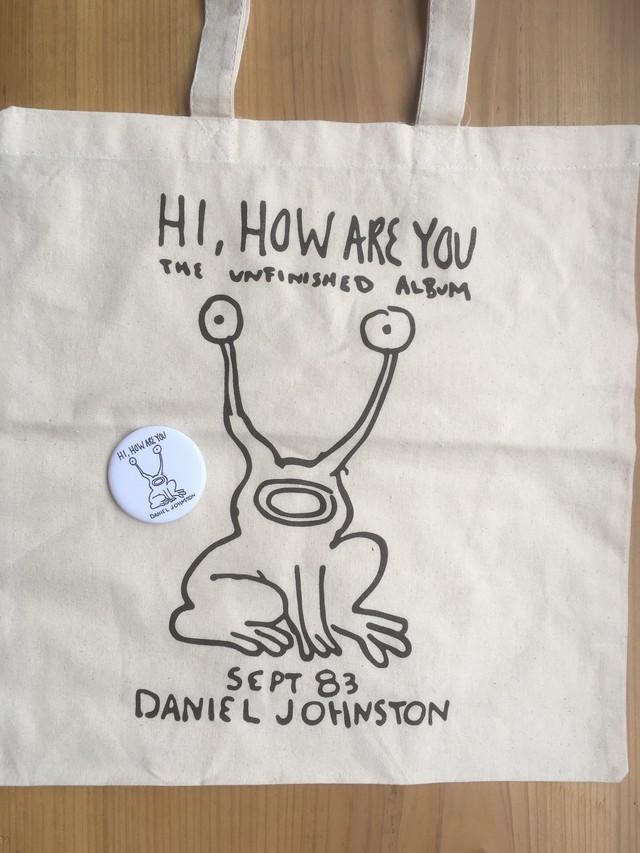 HI, HOW ARE YOU
THE UNFINISHED ALBUM
HI, HOW ARE YOU
DANIEL JOHNSTON
SEPT 83
DANIEL JOHNSTON